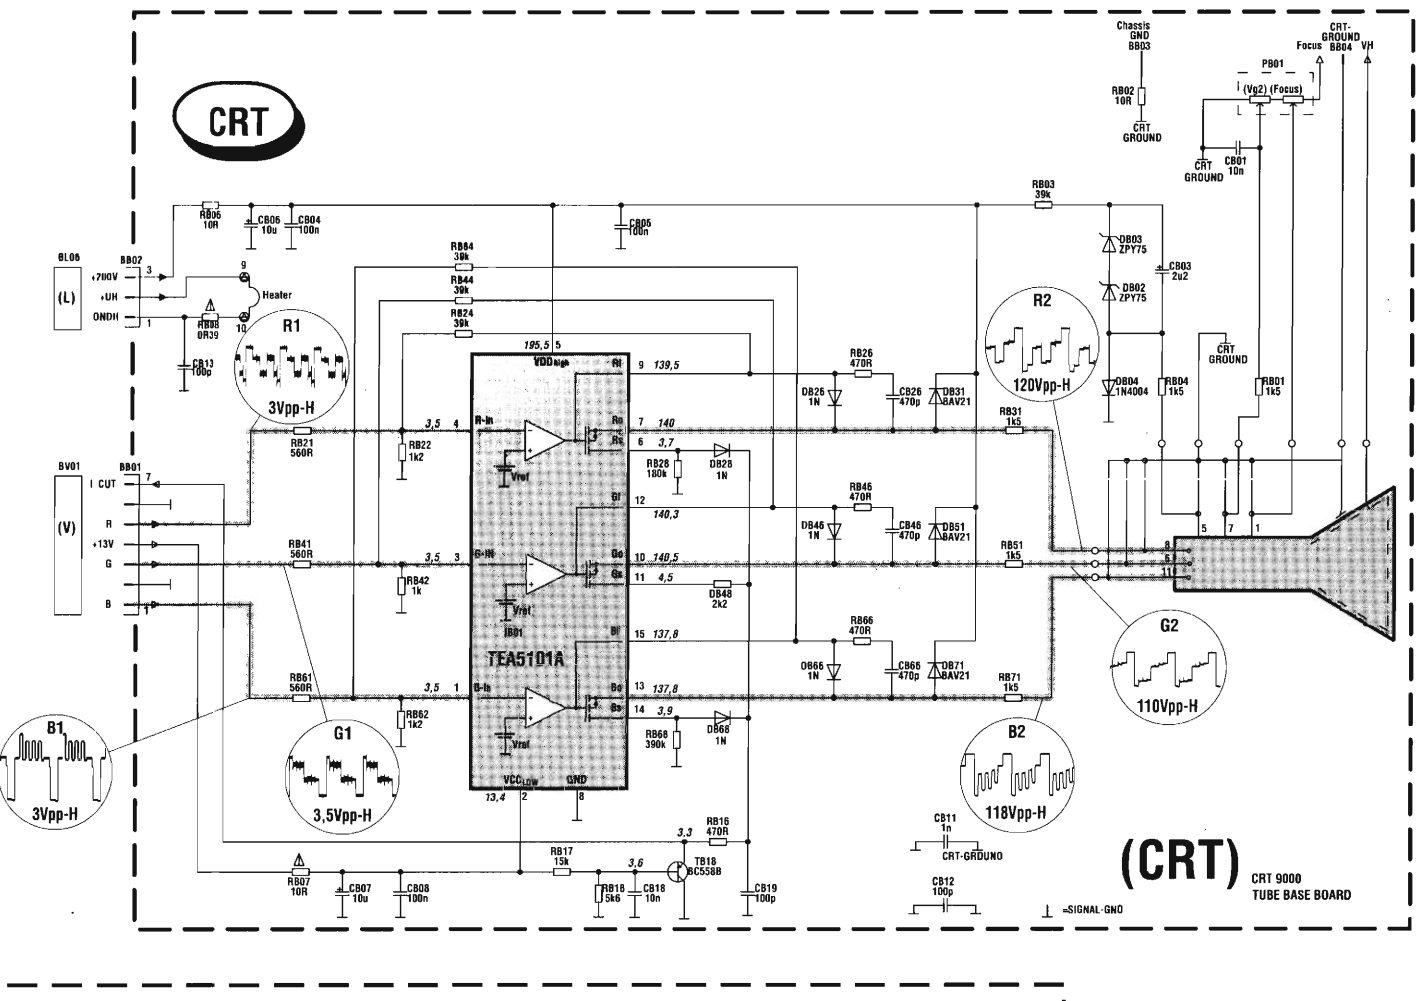 Chassis
GND
BB03
CRT-
GROUND
Focus BB04 VH
PB01
(Vg2) (Focus)
RB02
10R
CRT
GROUND
CRT
CB01
10n
CRT
GROUND
RB03
39k
RB06
10R
CB06
10u
CB04
100n
CB05
100n
RB64
39k
RB44
39k
RB24
39k
DB03
ZPY75
CB03
2u2
DB02
ZPY75
BL06
BB02
(L)
+200V 3
+UH
GNDH 1
9
Heater
10
RB08
0R39
CB13
100p
R1
3Vpp-H
R2
120Vpp-H
CRT
GROUND
195,5 5
VDDhigh
Rf 9 139,5
RB26
470R
DB26
1N
CB26
470p
DB31
BAV21
DB04
1N4004
RB04
1k5
RB01
1k5
RB21
560R
3,5 4 R-In
RB22
1k2
Ro 7 140
Rs 6 3,7
RB31
1k5
Vref
RB28
180k
DB28
1N
BV01
BB01
7
I CUT
(V)
R
+13V
G
B
1
Gf 12
140,3
RB46
470R
DB46
1N
CB46
470p
DB51
BAV21
RB41
560R
3,5 3 G-IN
RB42
1k
Go 10 140,5
Gs 11 4,5
RB51
1k5
DB48
2k2
Vref
IB01
TEA5101A
5 7 1
8
6
11
Bf 15 137,8
RB66
470R
DB66
1N
CB66
470p
DB71
BAV21
G2
110Vpp-H
RB61
560R
3,5 1 B-In
RB62
1k2
Bo 13 137,8
Bs 14 3,9
RB71
1k5
RB68
390k
DB68
1N
Vref
B1
3Vpp-H
G1
3,5Vpp-H
B2
118Vpp-H
VCCLOW GND
13,4 2 8
3,3
RB16
470R
CB11
1n
CRT-GRDUNO
RB07
10R
CB07
10u
CB08
100n
RB17
15k
3,6
TB18
BC558B
RB18
5k6
CB18
10n
CB19
100p
CB12
100p
=SIGNAL-GND
(CRT)
CRT 9000
TUBE BASE BOARD